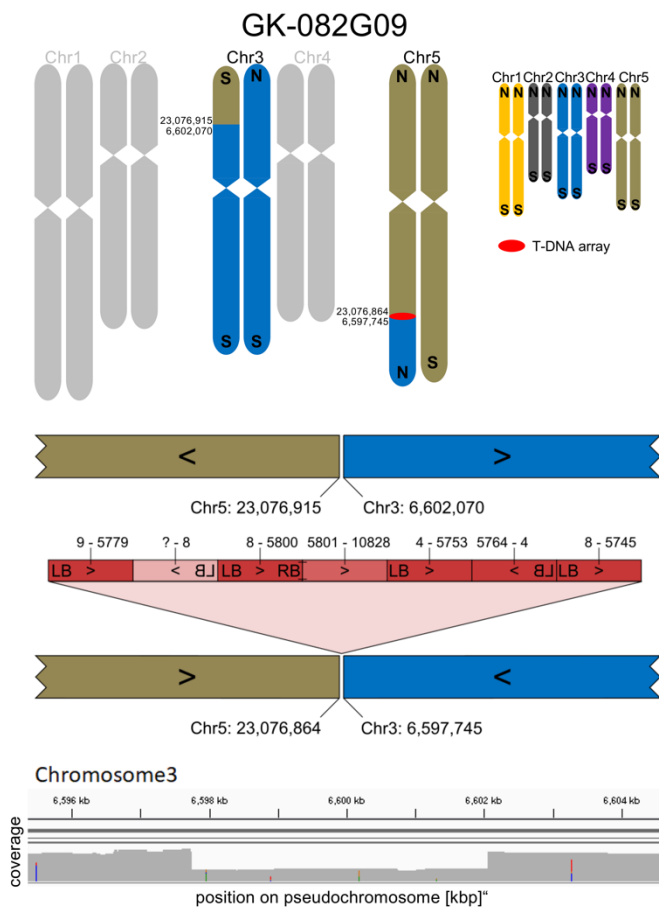 GK-082G09
Chr1 Chr2 Chr3 Chr4 Chr5
S N N N
23,076,915
6,602,070
23,076,864
6,597,745
S S N S
Chr1 Chr2 Chr3 Chr4 Chr5
N N N N N N N N N N
S S S S S S S S S S
T-DNA array
< >
Chr5: 23,076,915 Chr3: 6,602,070
9 - 5779 ? - 8 8 - 5800 5801 - 10828 4 - 5753 5764 - 4 8 - 5745
LB > > LB LB > RB > LB > < LB LB >
> <
Chr5: 23,076,864 Chr3: 6,597,745
Chromosome3
6,596 kb 6,598 kb 6,600 kb 6,602 kb 6,604 kb
coverage
position on pseudochromosome [kbp]“